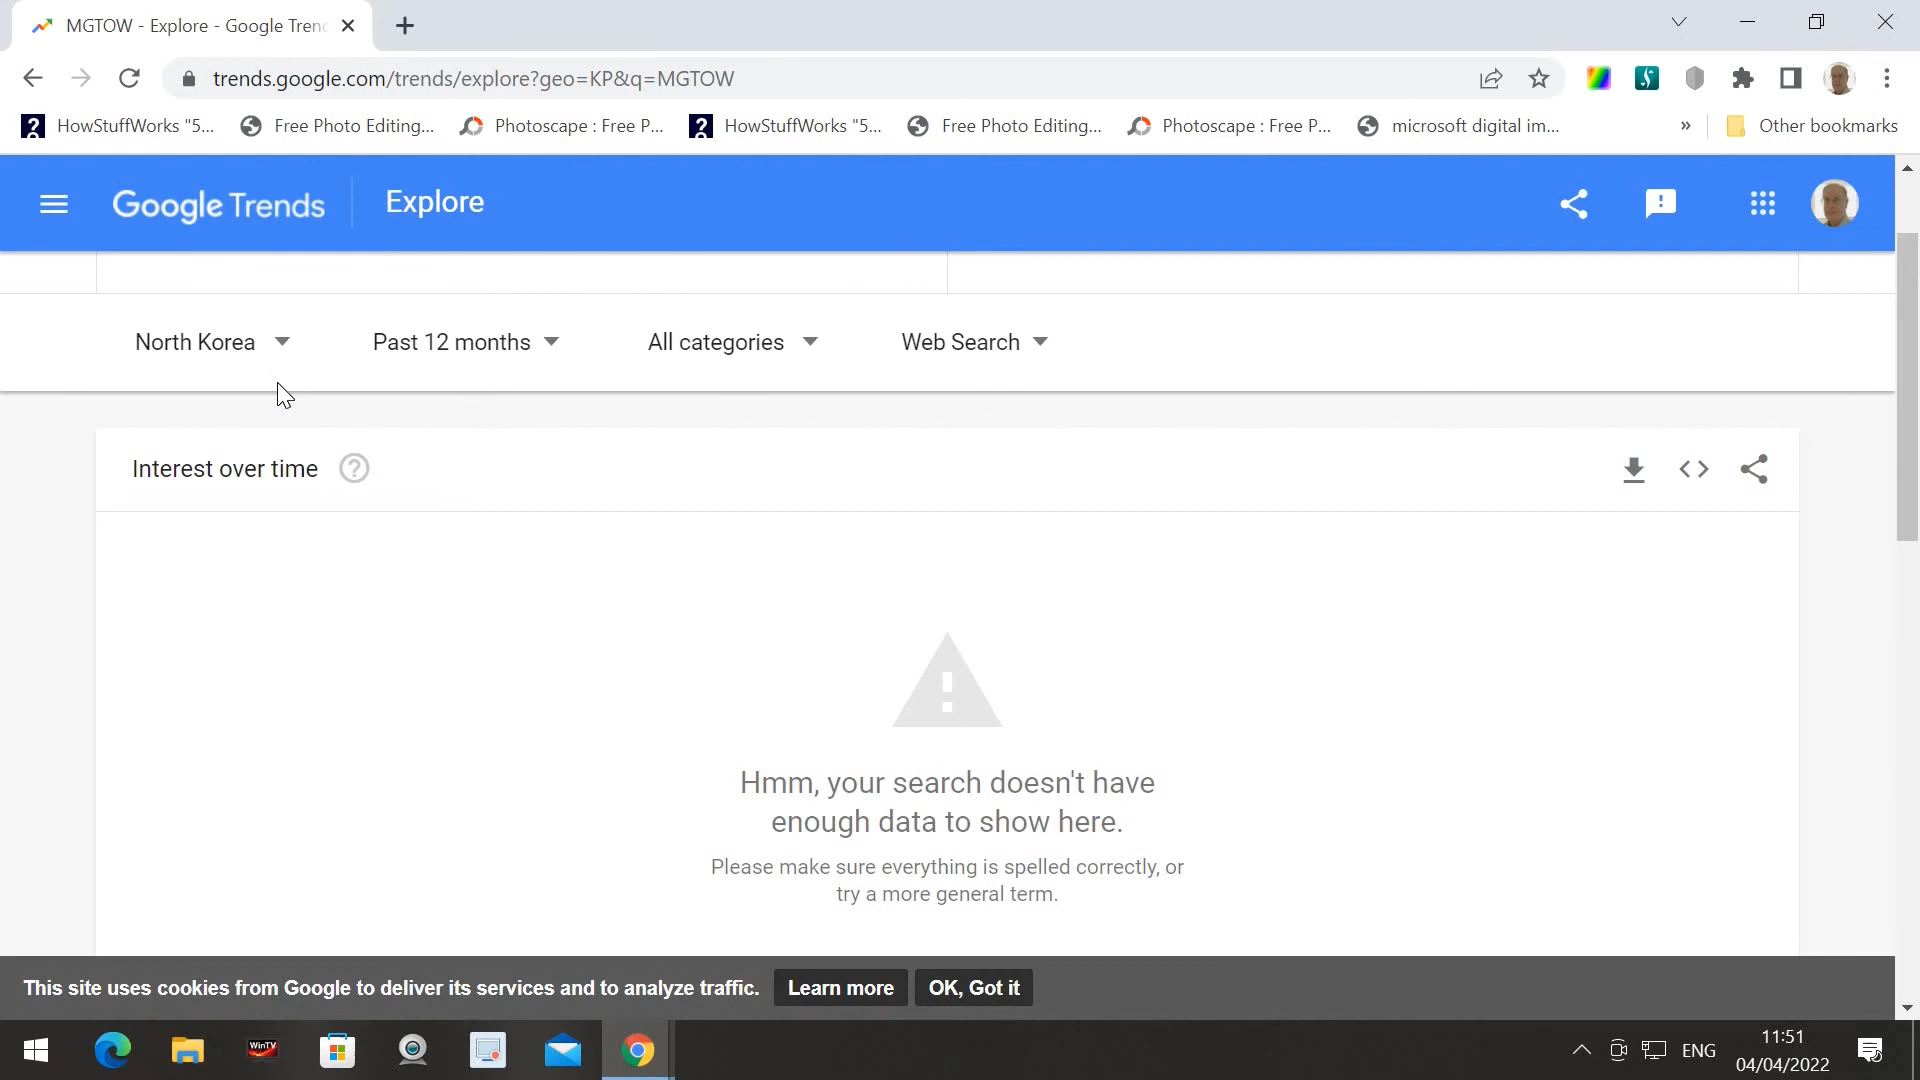 MGTOW - Explore - Google Tren
trends.google.com/trends/explore?geo=KP&q=MGTOW
HowStuffWorks "5... Free Photo Editing... Photoscape : Free P... HowStuffWorks "5... Free Photo Editing... Photoscape : Free P... microsoft digital im... » Other bookmarks
Google Trends Explore
North Korea Past 12 months All categories Web Search
Interest over time
Hmm, your search doesn't have
enough data to show here.
Please make sure everything is spelled correctly, or
try a more general term.
This site uses cookies from Google to deliver its services and to analyze traffic. Learn more OK, Got it
WinTV
ENG
11:51
04/04/2022